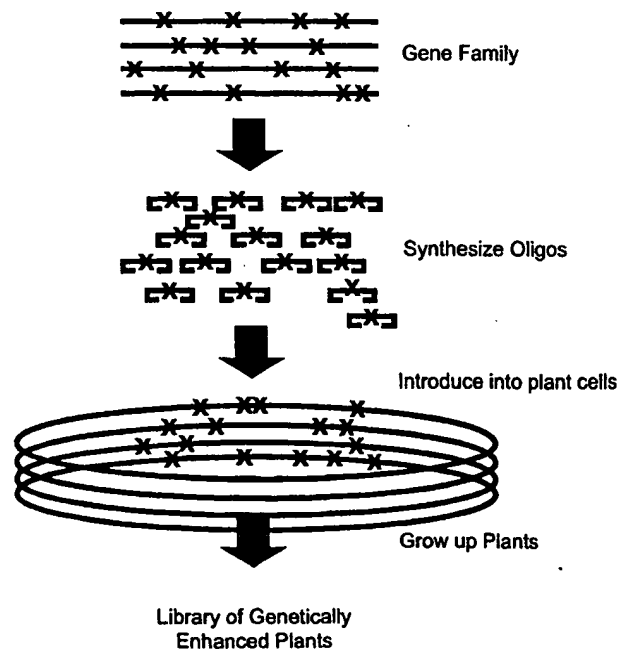 Gene Family
Synthesize Oligos
Introduce into plant cells
Grow up Plants
Library of Genetically
Enhanced Plants